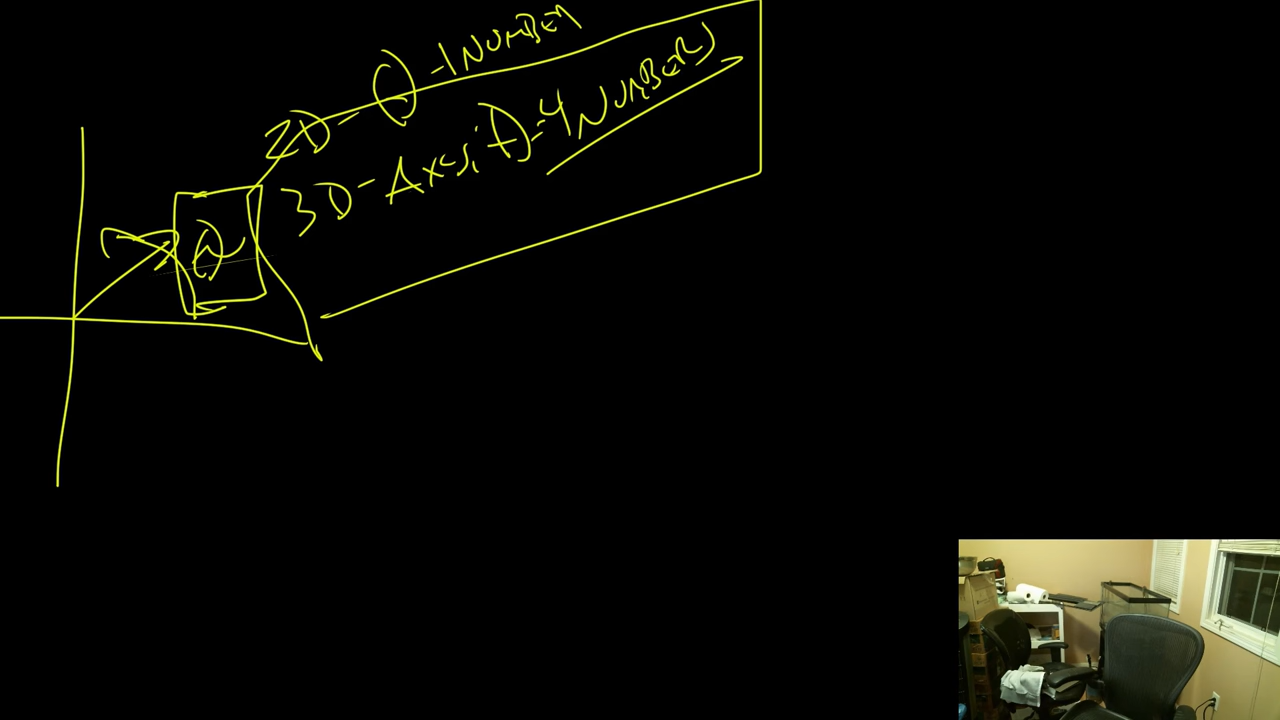 2D - θ - 1 NUMBER
3D - Axis, θ = 4 NUMBERS
θ